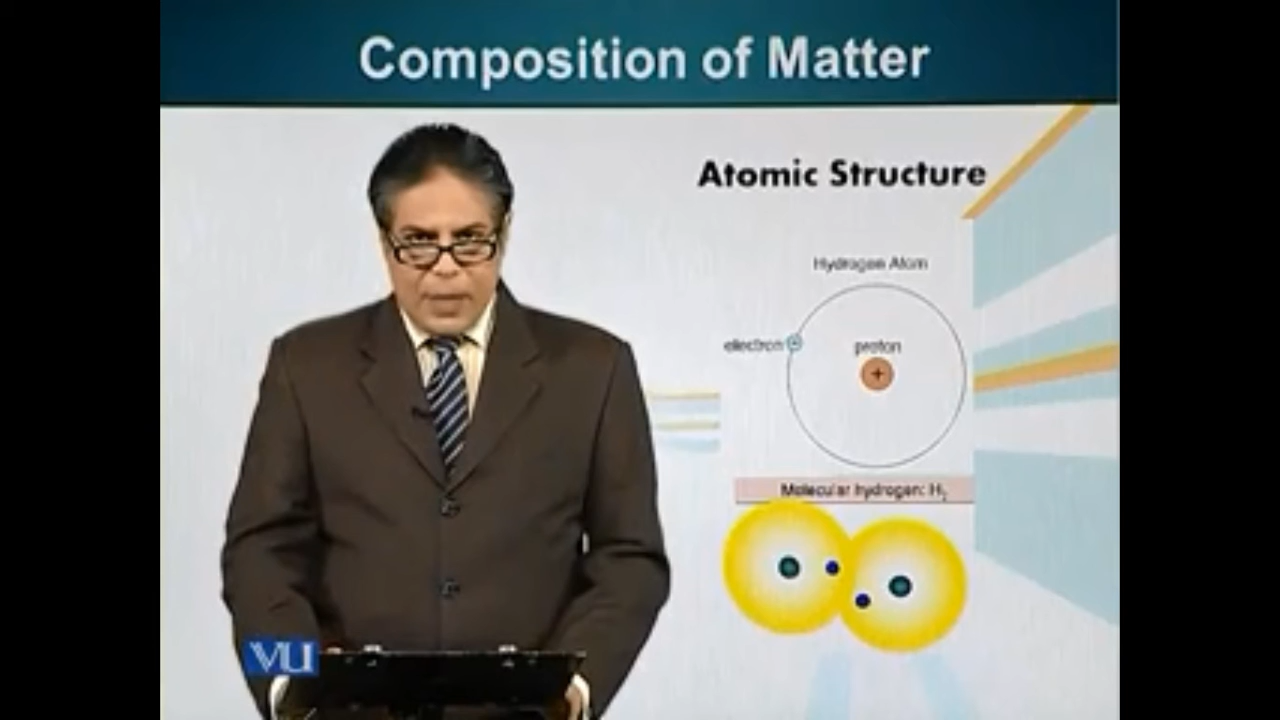 Composition of Matter
Atomic Structure
Hydrogen Atom
electron
proton
+
Molecular hydrogen: H₂
VU